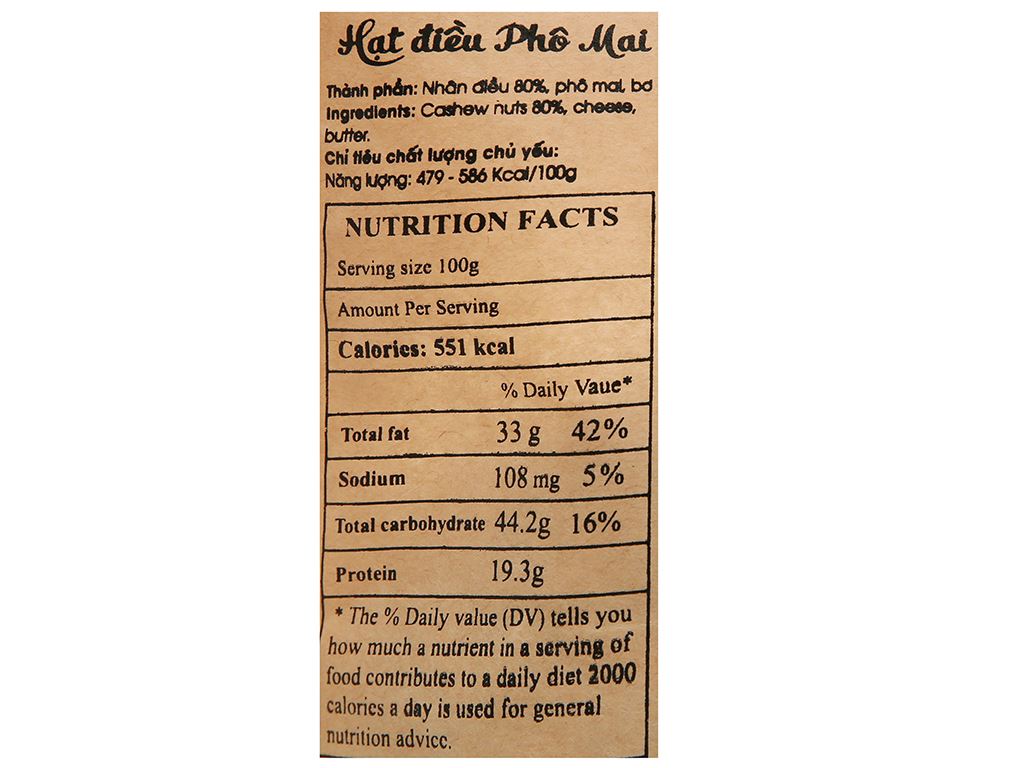 Hạt điều Phô Mai
Thành phần: Nhân điều 80%, phô mai, bơ
Ingredients: Cashew nuts 80%, cheese,
butter.
Chỉ tiêu chất lượng chủ yếu:
Năng lượng: 479 - 586 Kcal/100g
NUTRITION FACTS
Serving size 100g
Amount Per Serving
Calories: 551 kcal
% Daily Vaue*
Total fat 33 g 42%
Sodium 108 mg 5%
Total carbohydrate 44.2g 16%
Protein 19.3g
* The % Daily value (DV) tells you
how much a nutrient in a serving of
food contributes to a daily diet 2000
calories a day is used for general
nutrition advice.